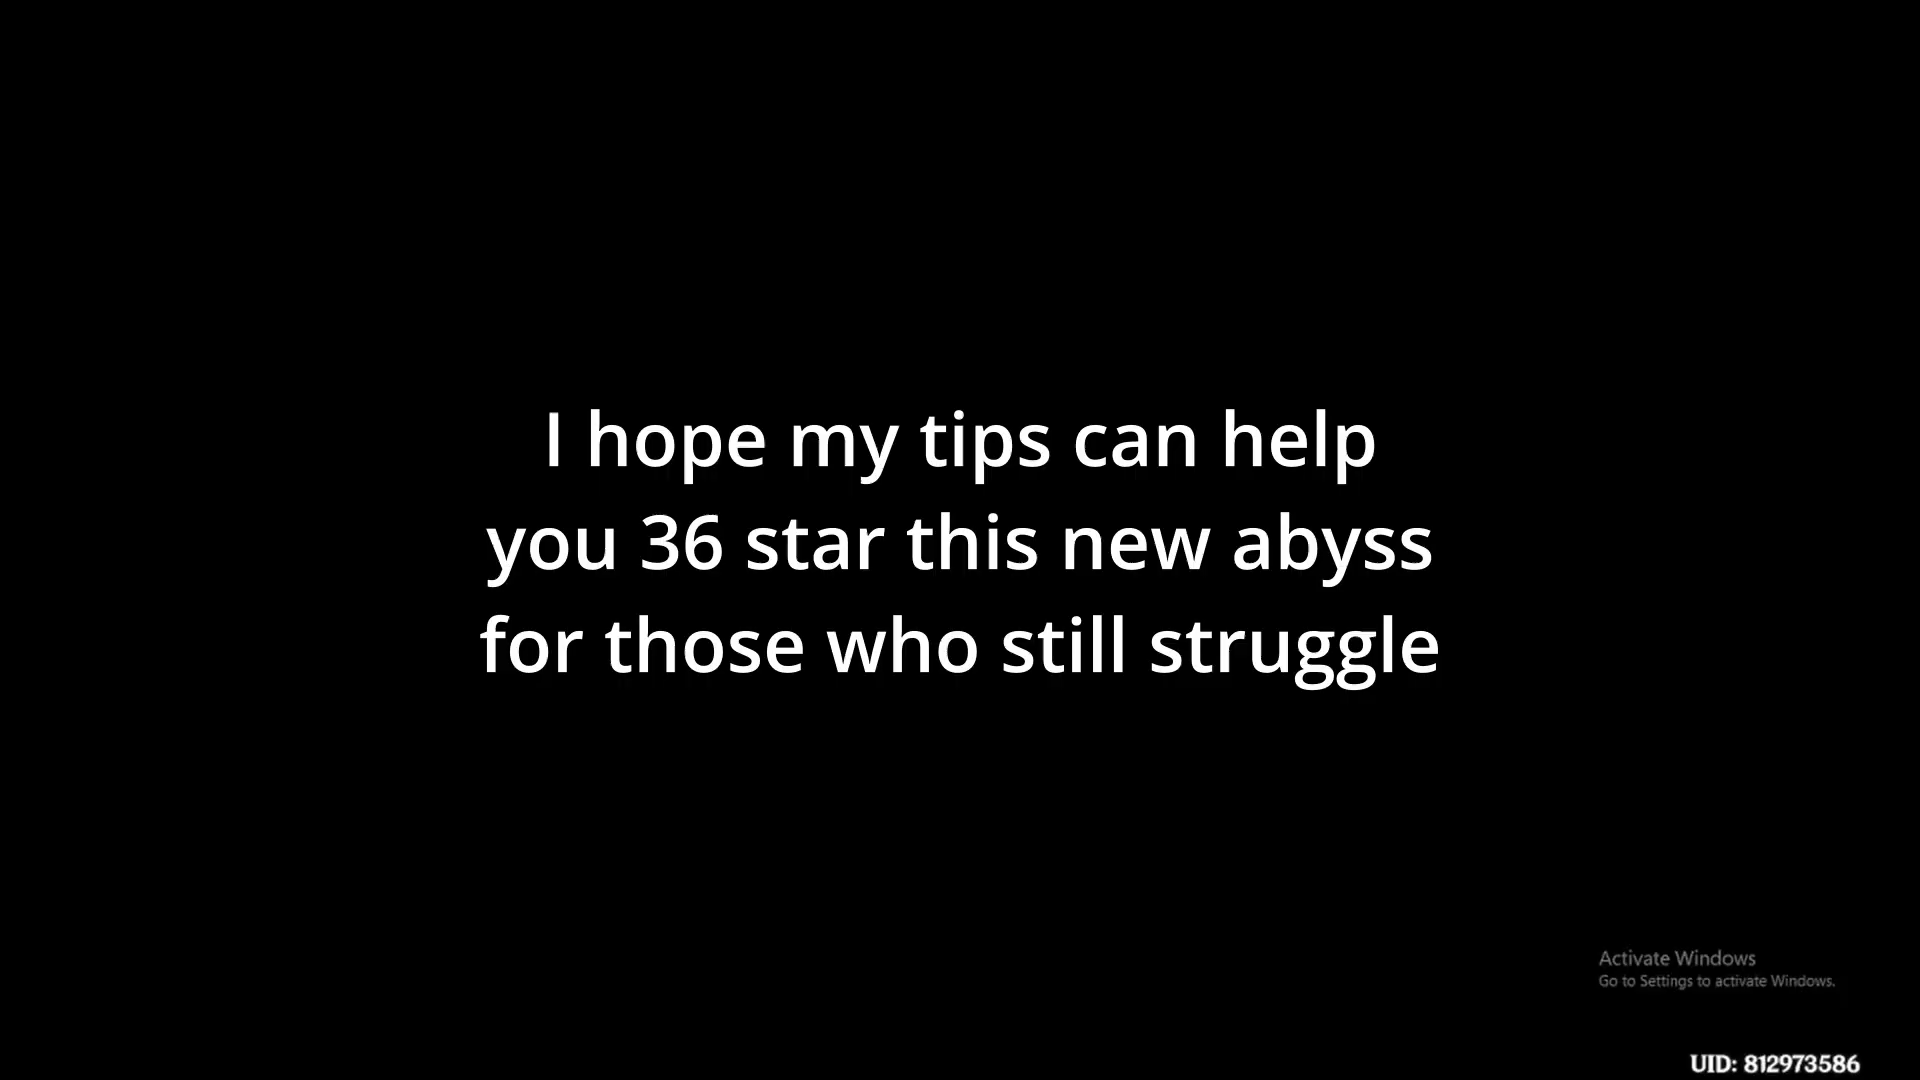 I hope my tips can help
you 36 star this new abyss
for those who still struggle
Activate Windows
Go to Settings to activate Windows.
UID: 812973586